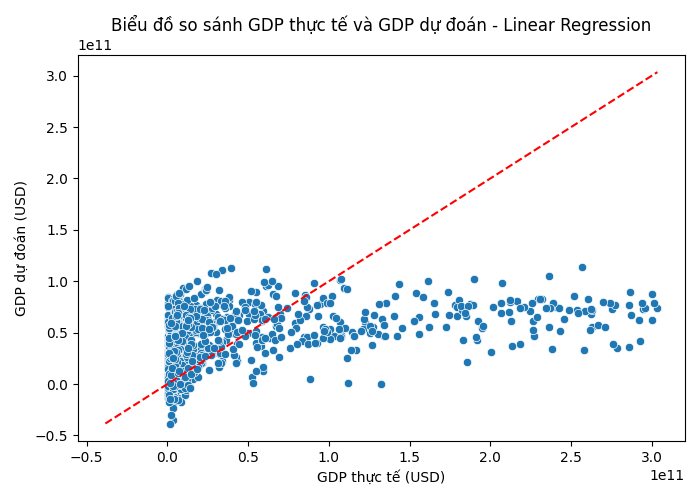 Biểu đồ so sánh GDP thực tế và GDP dự đoán - Linear Regression
1e11
3.0
2.5
2.0
1.5
1.0
0.5
0.0
−0.5
GDP dự đoán (USD)
−0.5 0.0 0.5 1.0 1.5 2.0 2.5 3.0
1e11
GDP thực tế (USD)